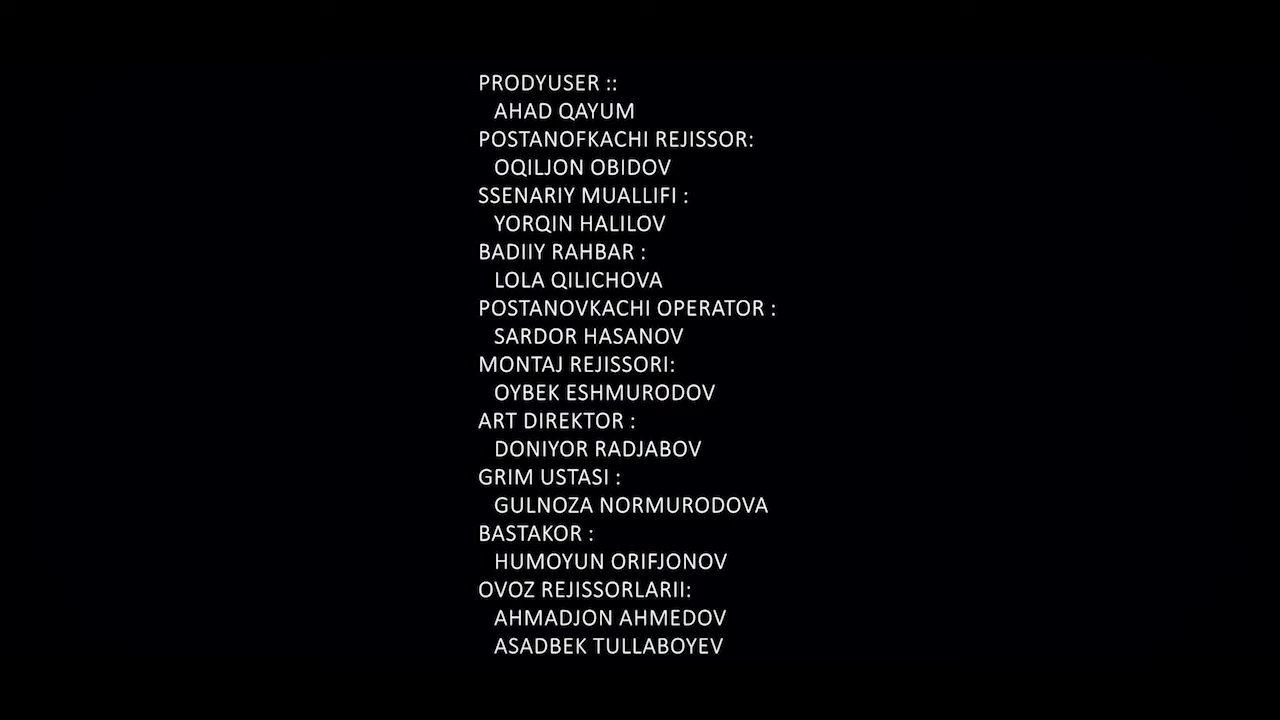 PRODYUSER ::
AHAD QAYUM
POSTANOFKACHI REJISSOR:
OQILJON OBIDOV
SSENARIY MUALLIFI :
YORQIN HALILOV
BADIIY RAHBAR :
LOLA QILICHOVA
POSTANOVKACHI OPERATOR :
SARDOR HASANOV
MONTAJ REJISSORI:
OYBEK ESHMURODOV
ART DIREKTOR :
DONIYOR RADJABOV
GRIM USTASI :
GULNOZA NORMURODOVA
BASTAKOR :
HUMOYUN ORIFJONOV
OVOZ REJISSORLARII:
AHMADJON AHMEDOV
ASADBEK TULLABOYEV